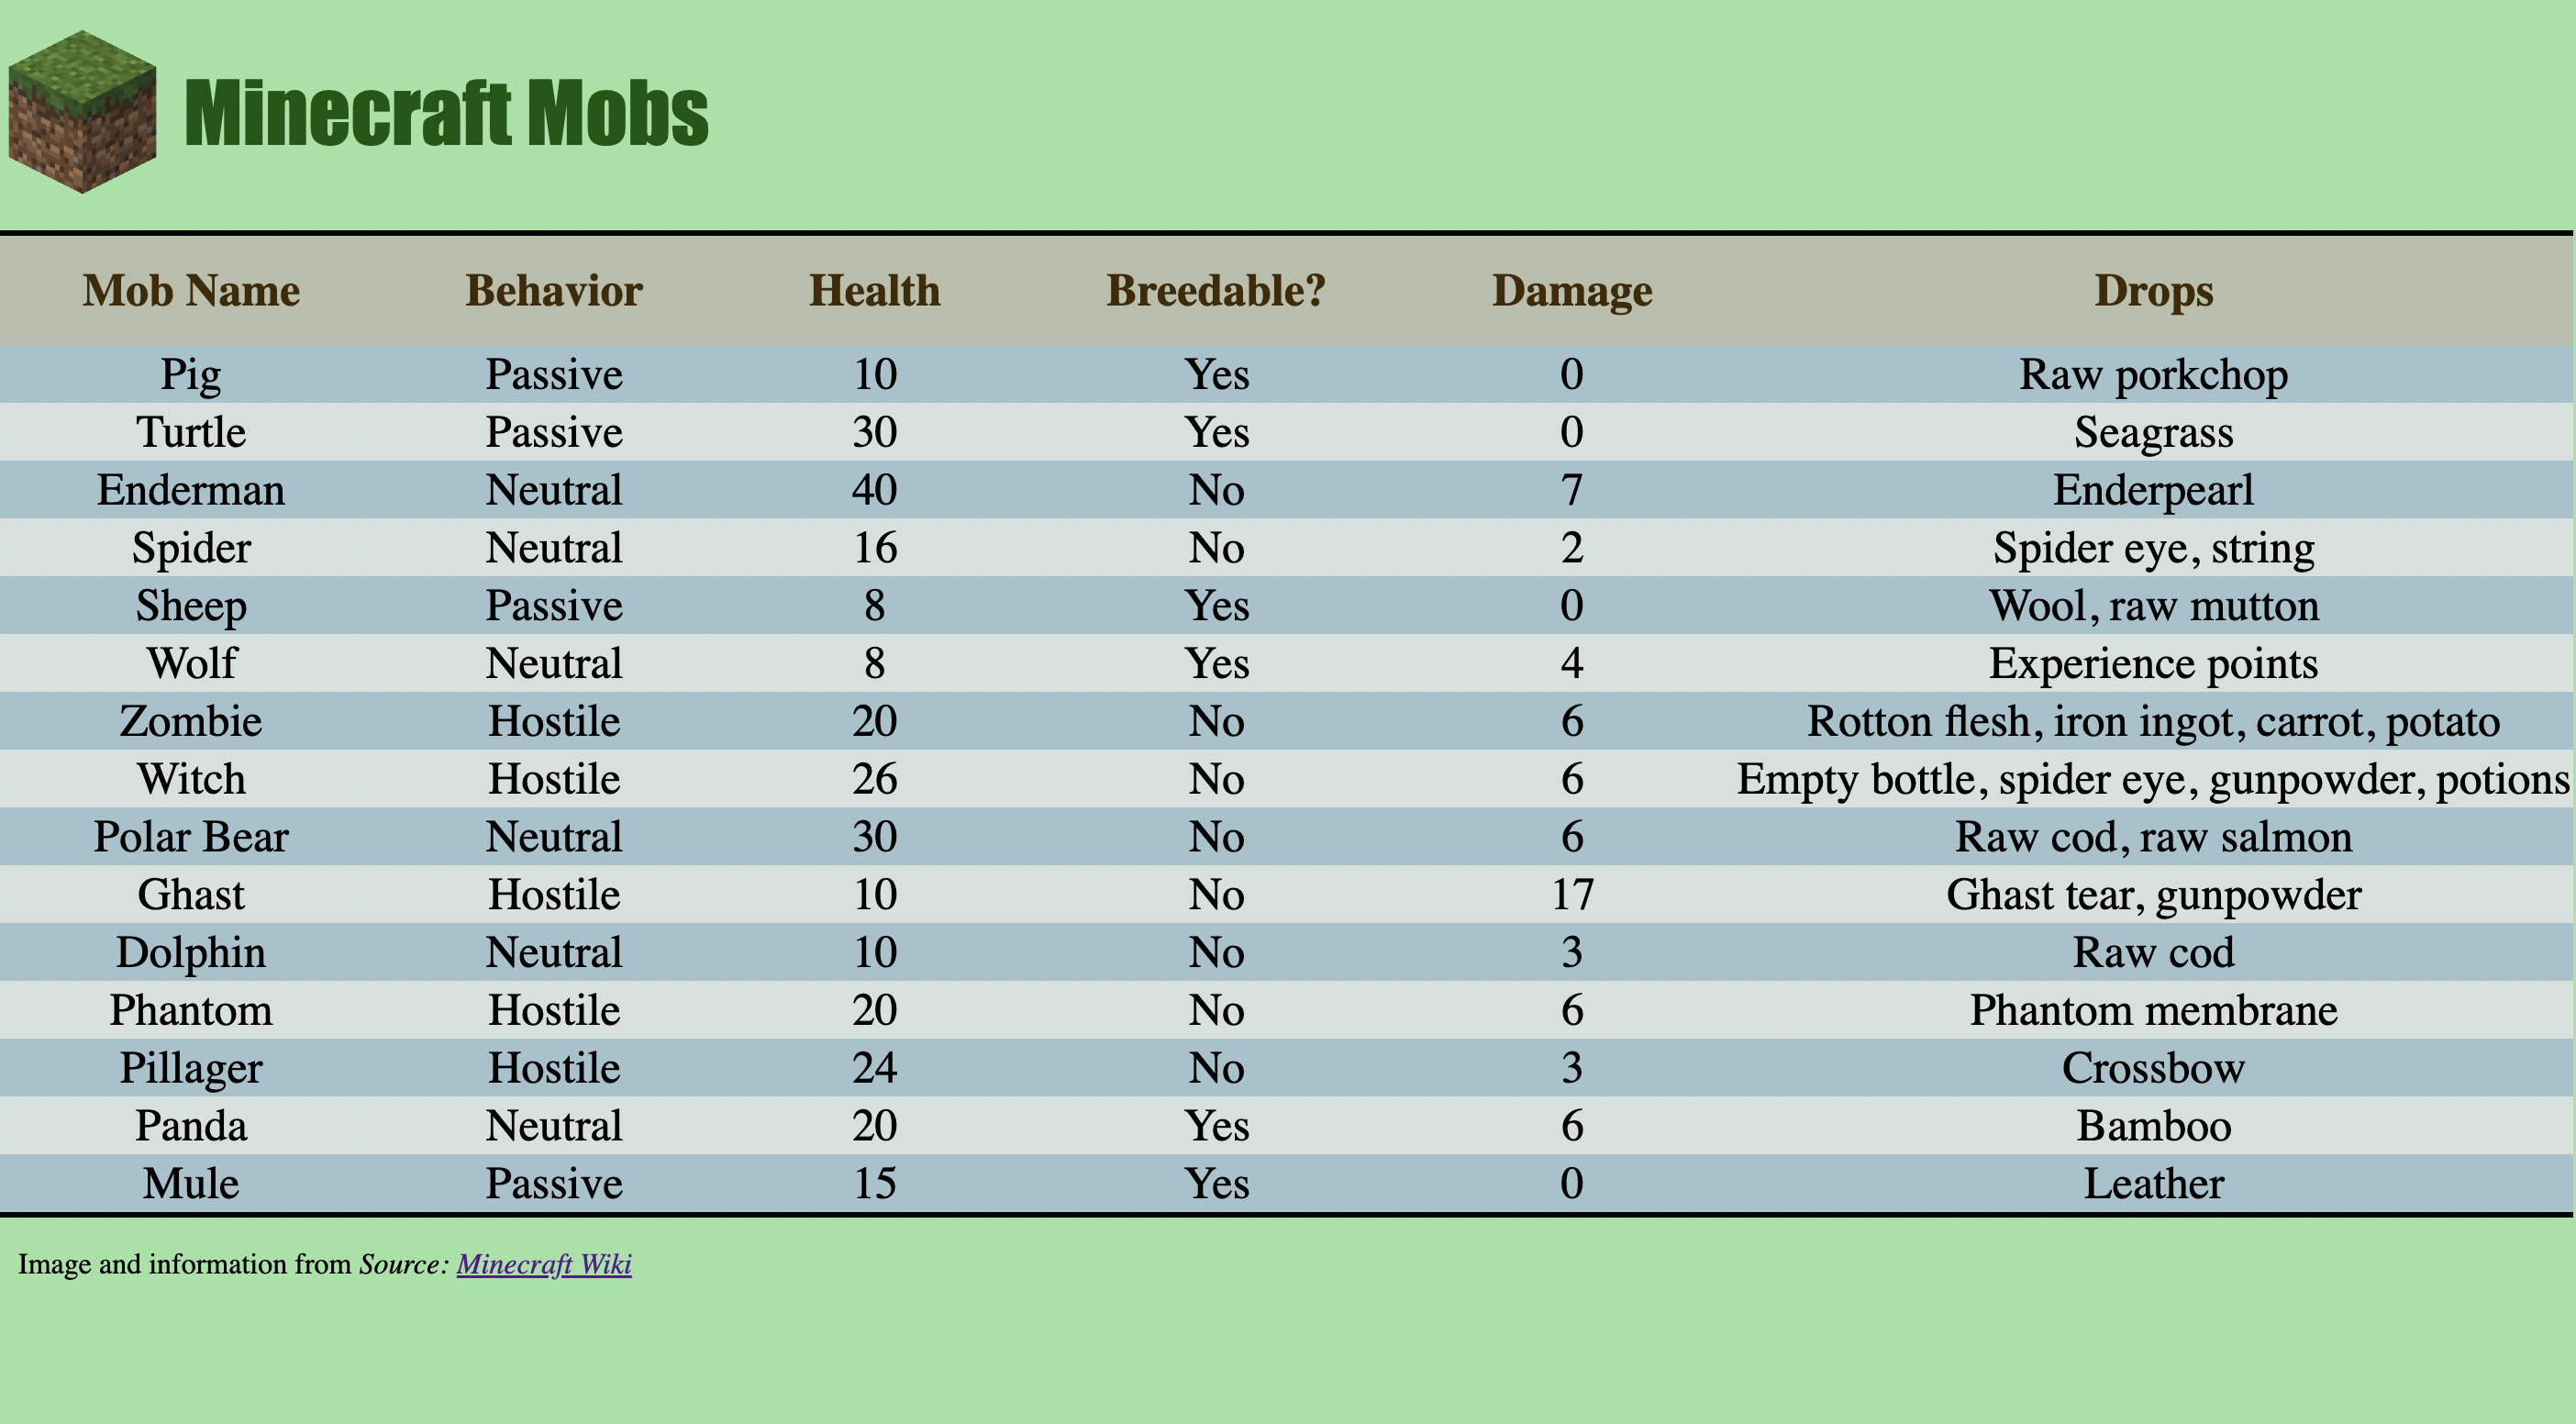 Minecraft Mobs
Mob Name Behavior Health Breedable? Damage Drops
Pig Passive 10 Yes 0 Raw porkchop
Turtle Passive 30 Yes 0 Seagrass
Enderman Neutral 40 No 7 Enderpearl
Spider Neutral 16 No 2 Spider eye, string
Sheep Passive 8 Yes 0 Wool, raw mutton
Wolf Neutral 8 Yes 4 Experience points
Zombie Hostile 20 No 6 Rotton flesh, iron ingot, carrot, potato
Witch Hostile 26 No 6 Empty bottle, spider eye, gunpowder, potions
Polar Bear Neutral 30 No 6 Raw cod, raw salmon
Ghast Hostile 10 No 17 Ghast tear, gunpowder
Dolphin Neutral 10 No 3 Raw cod
Phantom Hostile 20 No 6 Phantom membrane
Pillager Hostile 24 No 3 Crossbow
Panda Neutral 20 Yes 6 Bamboo
Mule Passive 15 Yes 0 Leather
Image and information from Source: Minecraft Wiki